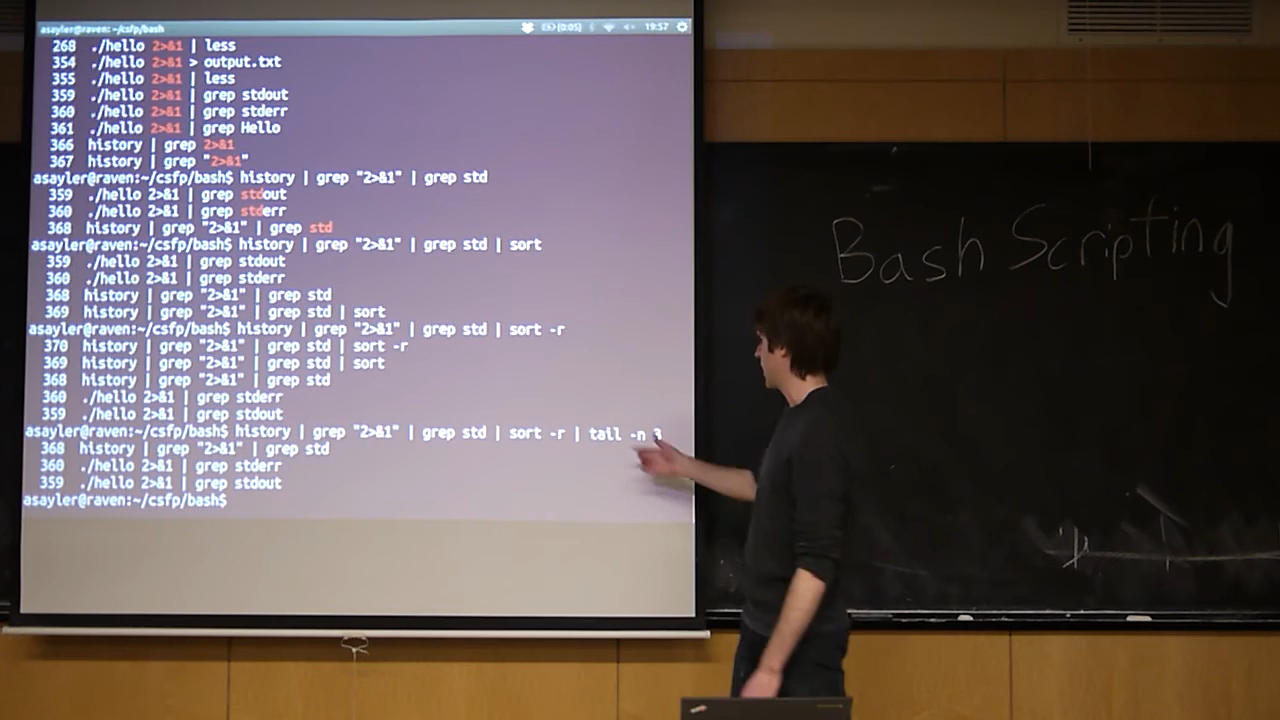 asayler@raven: ~/csfp/bash (0:05) 19:57
268 ./hello 2>&1 | less
354 ./hello 2>&1 > output.txt
355 ./hello 2>&1 | less
359 ./hello 2>&1 | grep stdout
360 ./hello 2>&1 | grep stderr
361 ./hello 2>&1 | grep Hello
366 history | grep 2>&1
367 history | grep "2>&1"
asayler@raven:~/csfp/bash$ history | grep "2>&1" | grep std
359 ./hello 2>&1 | grep stdout
360 ./hello 2>&1 | grep stderr
368 history | grep "2>&1" | grep std
asayler@raven:~/csfp/bash$ history | grep "2>&1" | grep std | sort
359 ./hello 2>&1 | grep stdout
360 ./hello 2>&1 | grep stderr
368 history | grep "2>&1" | grep std
369 history | grep "2>&1" | grep std | sort
asayler@raven:~/csfp/bash$ history | grep "2>&1" | grep std | sort -r
370 history | grep "2>&1" | grep std | sort -r
369 history | grep "2>&1" | grep std | sort
368 history | grep "2>&1" | grep std
360 ./hello 2>&1 | grep stderr
359 ./hello 2>&1 | grep stdout
asayler@raven:~/csfp/bash$ history | grep "2>&1" | grep std | sort -r | tail -n 3
368 history | grep "2>&1" | grep std
360 ./hello 2>&1 | grep stderr
359 ./hello 2>&1 | grep stdout
asayler@raven:~/csfp/bash$
Bash Scripting